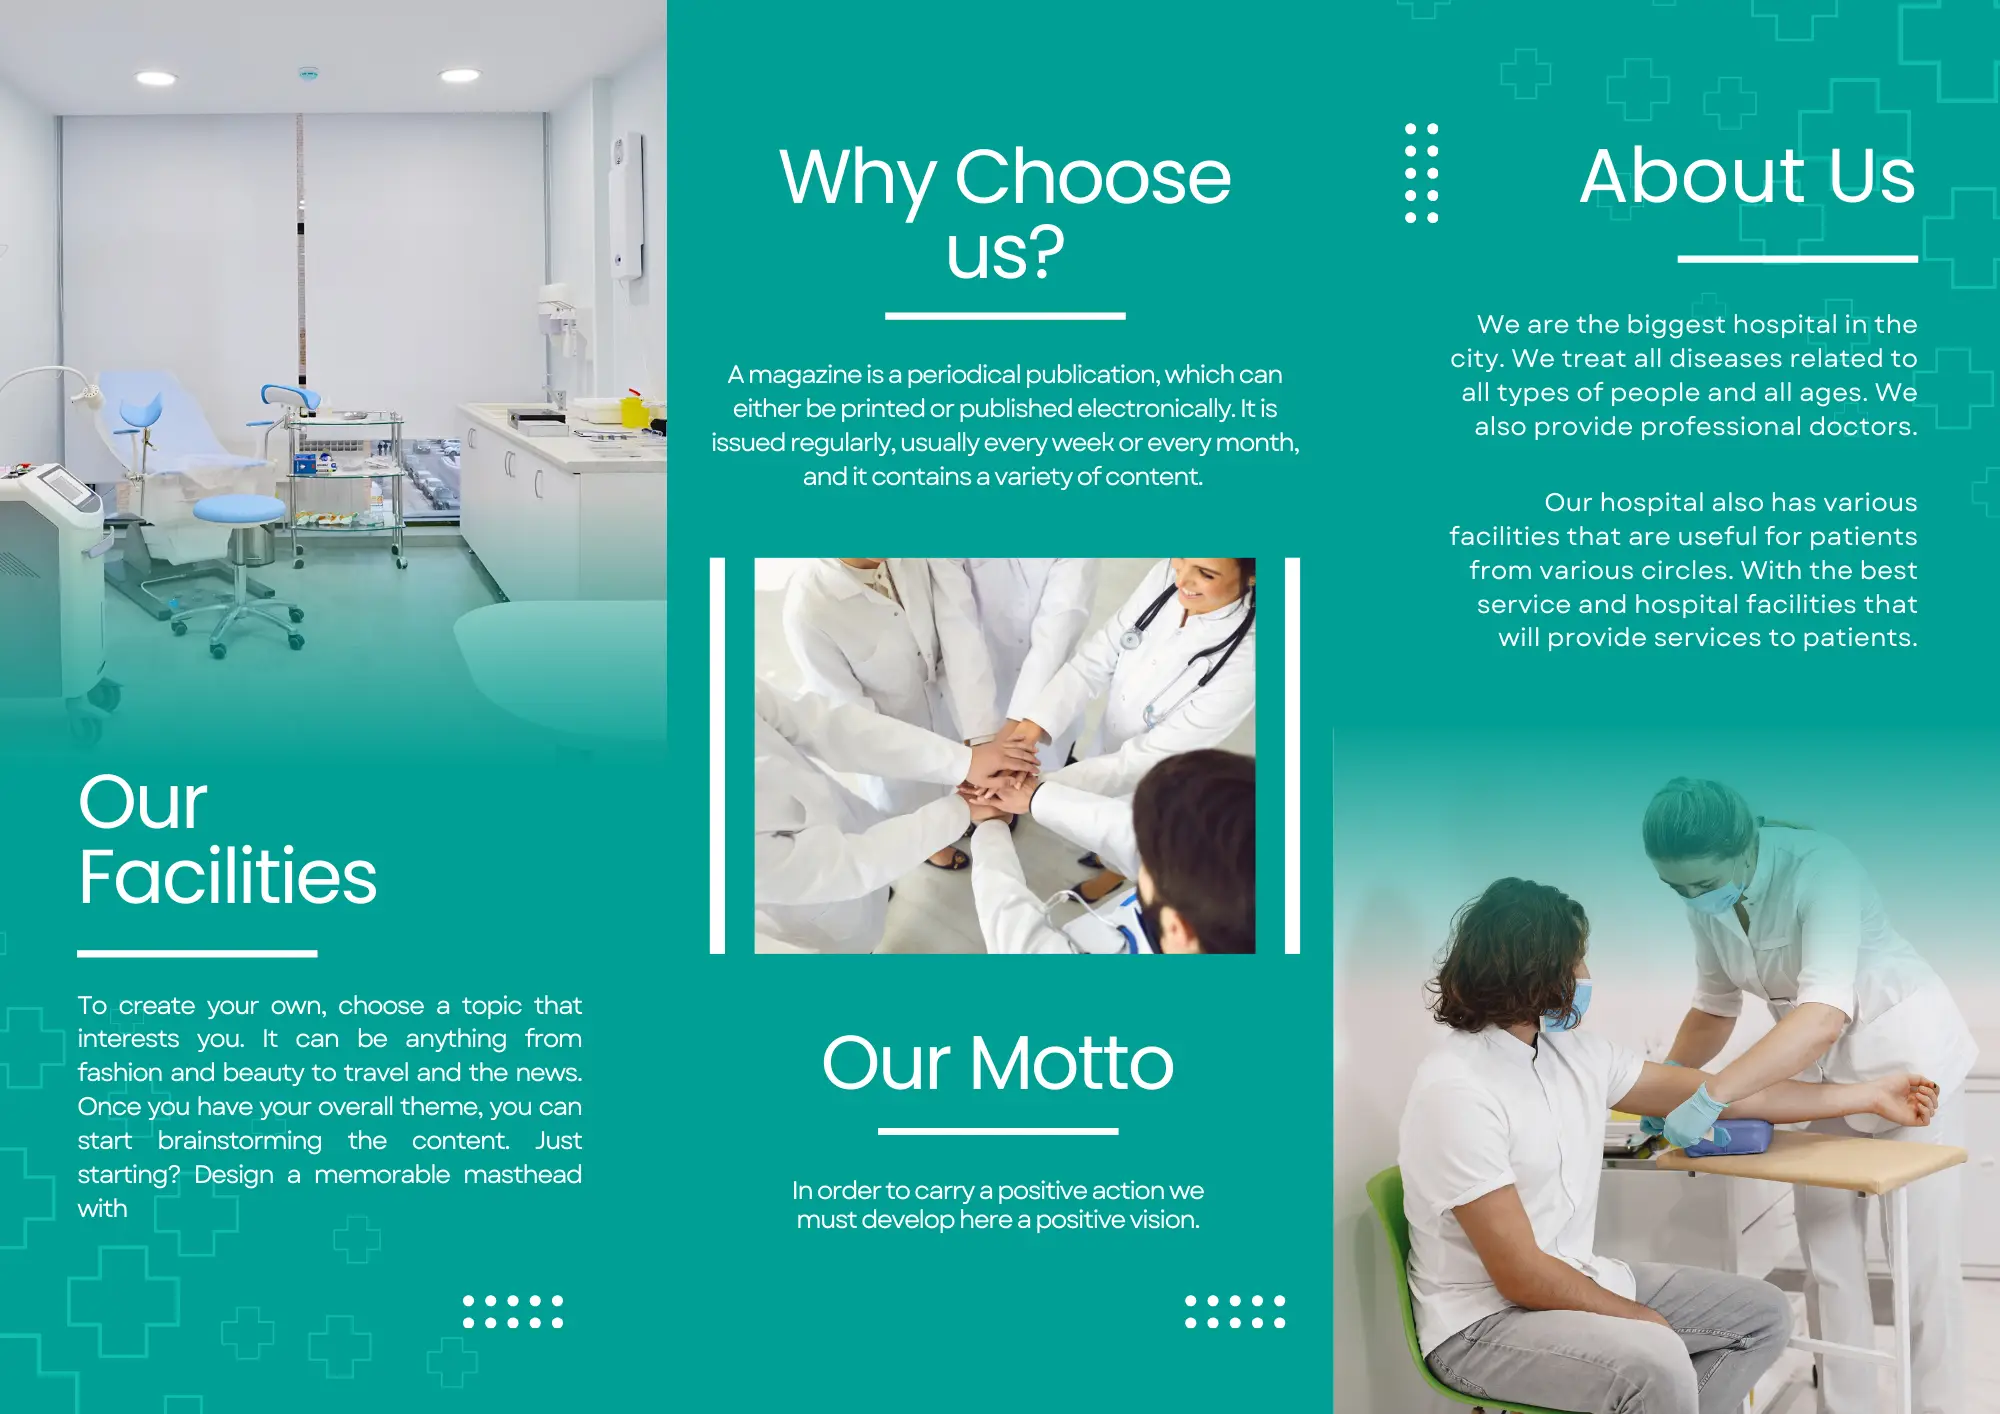 Our
Facilities
To create your own, choose a topic that
interests you. It can be anything from
fashion and beauty to travel and the news.
Once you have your overall theme, you can
start brainstorming the content. Just
starting? Design a memorable masthead
with
Why Choose
us?
A magazine is a periodical publication, which can
either be printed or published electronically. It is
issued regularly, usually every week or every month,
and it contains a variety of content.
Our Motto
In order to carry a positive action we
must develop here a positive vision.
About Us
We are the biggest hospital in the
city. We treat all diseases related to
all types of people and all ages. We
also provide professional doctors.
Our hospital also has various
facilities that are useful for patients
from various circles. With the best
service and hospital facilities that
will provide services to patients.